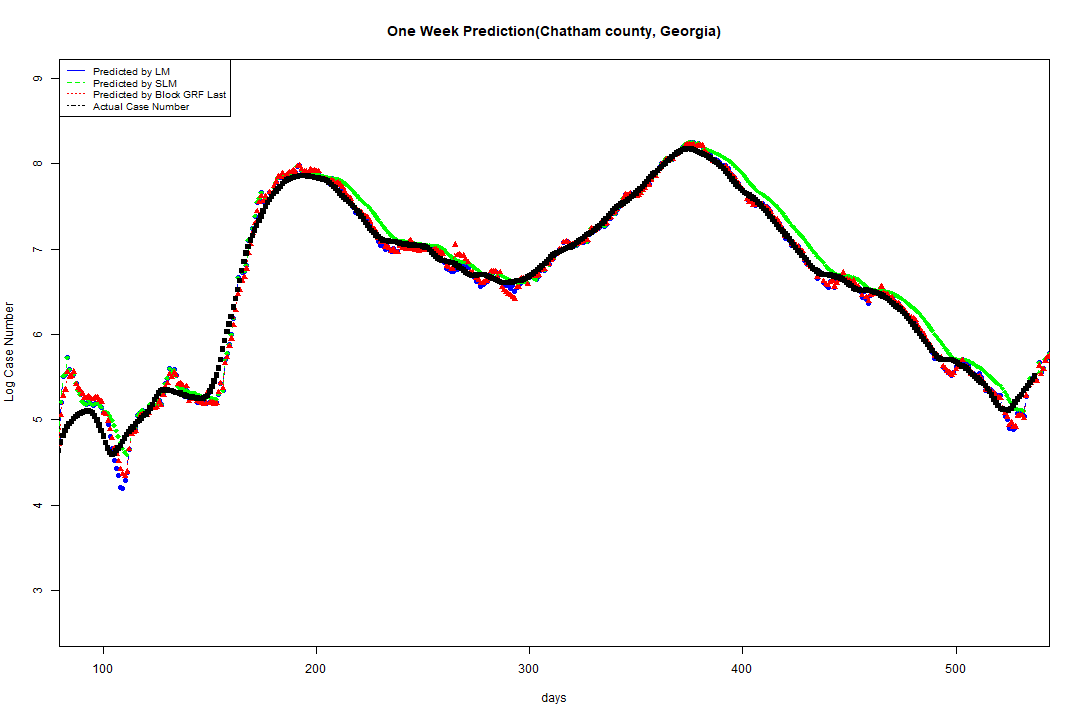 One Week Prediction(Chatham county, Georgia)
Predicted by LM
Predicted by SLM
Predicted by Block GRF Last
Actual Case Number
9
8
7
6
5
4
3
Log Case Number
100 200 300 400 500
days